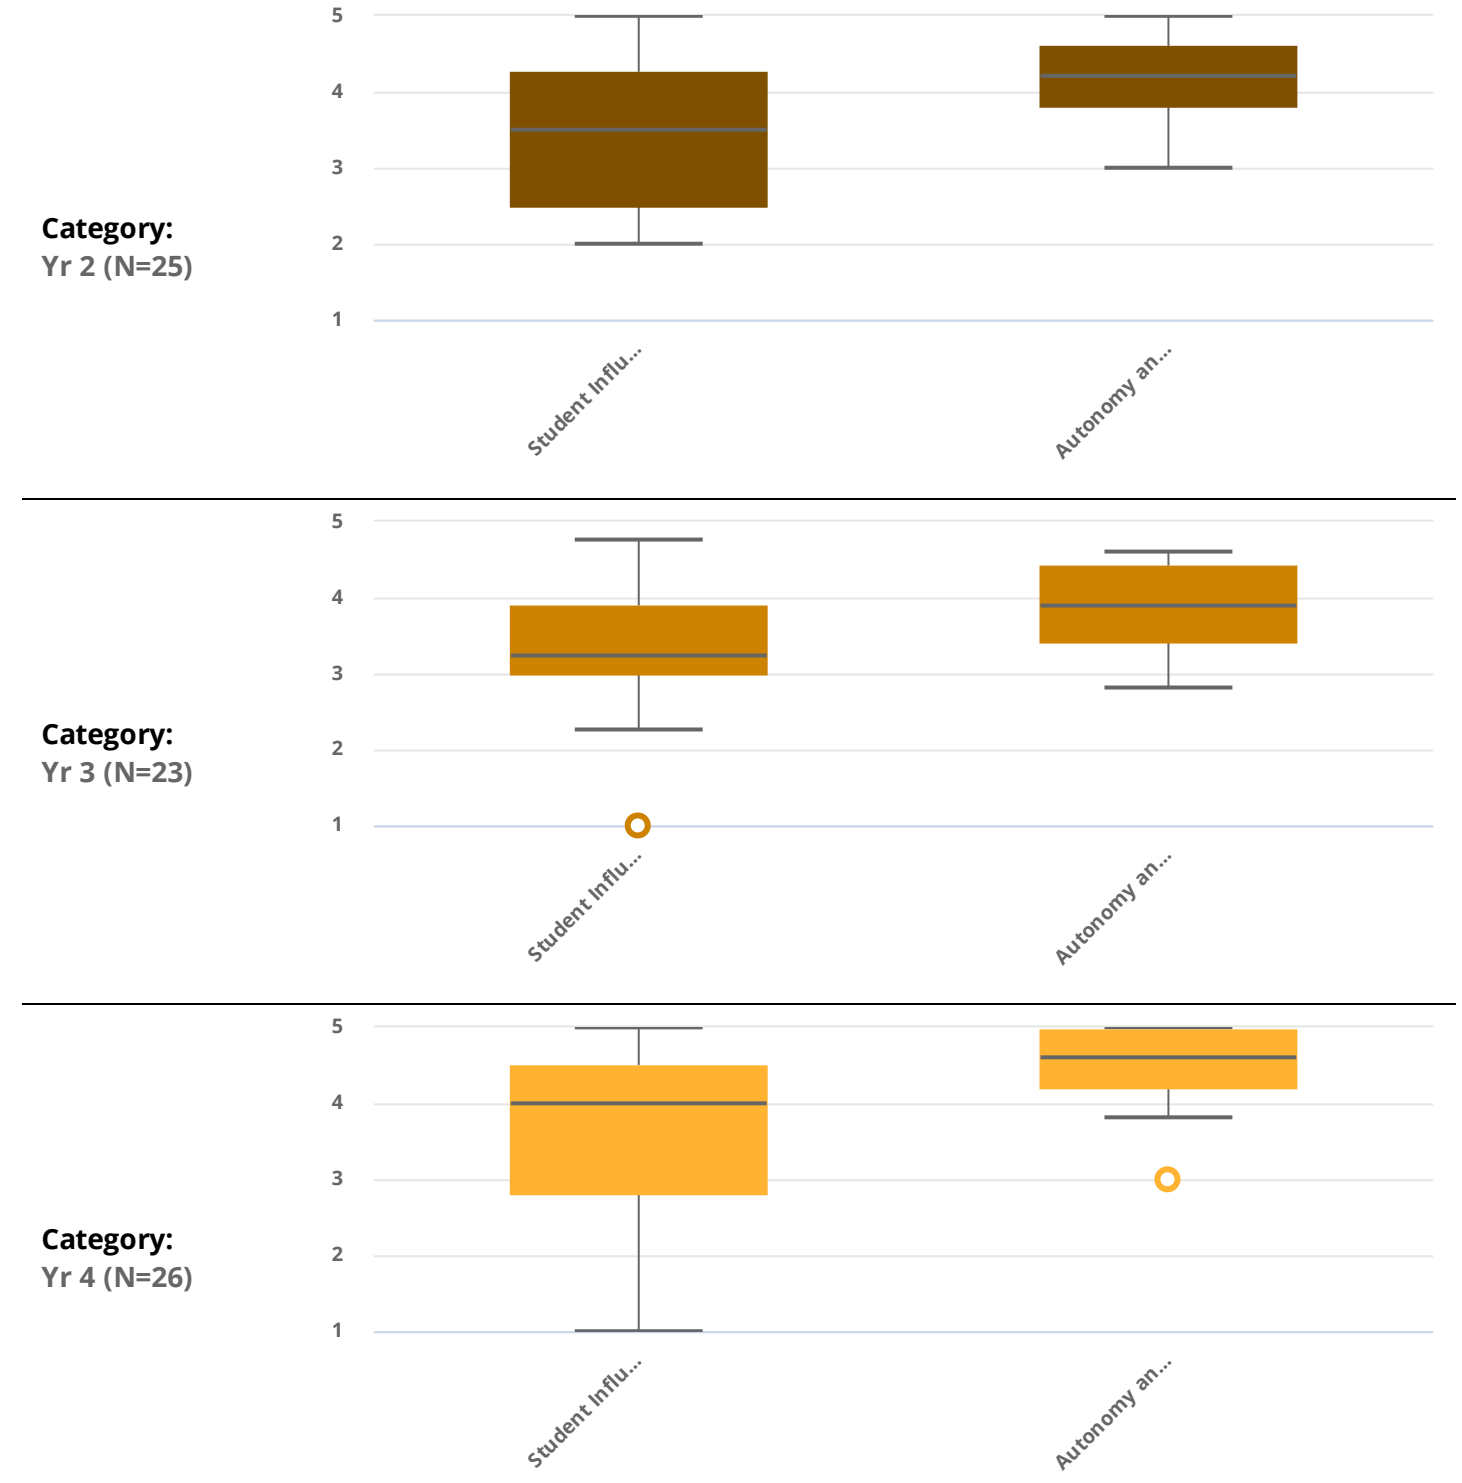 5
4
3
2
1
Category:
Yr 2 (N=25)
Student Influ...
Autonomy an...
5
4
3
2
1
Category:
Yr 3 (N=23)
Student Influ...
Autonomy an...
5
4
3
2
1
Category:
Yr 4 (N=26)
Student Influ...
Autonomy an...